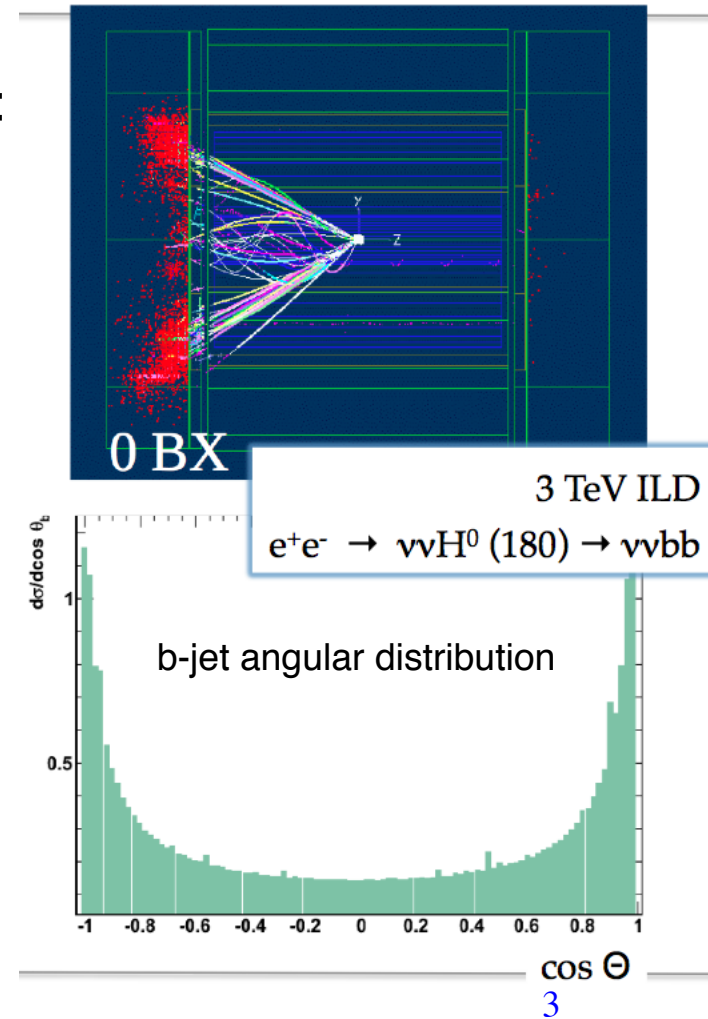 :
Y
Z
0 BX
3 TeV ILD
e⁺e⁻ → ννH⁰ (180) → ννbb
dσ/dcos θb
1
b-jet angular distribution
0.5
-1 -0.8 -0.6 -0.4 -0.2 0 0.2 0.4 0.6 0.8 1
cos Θ
3